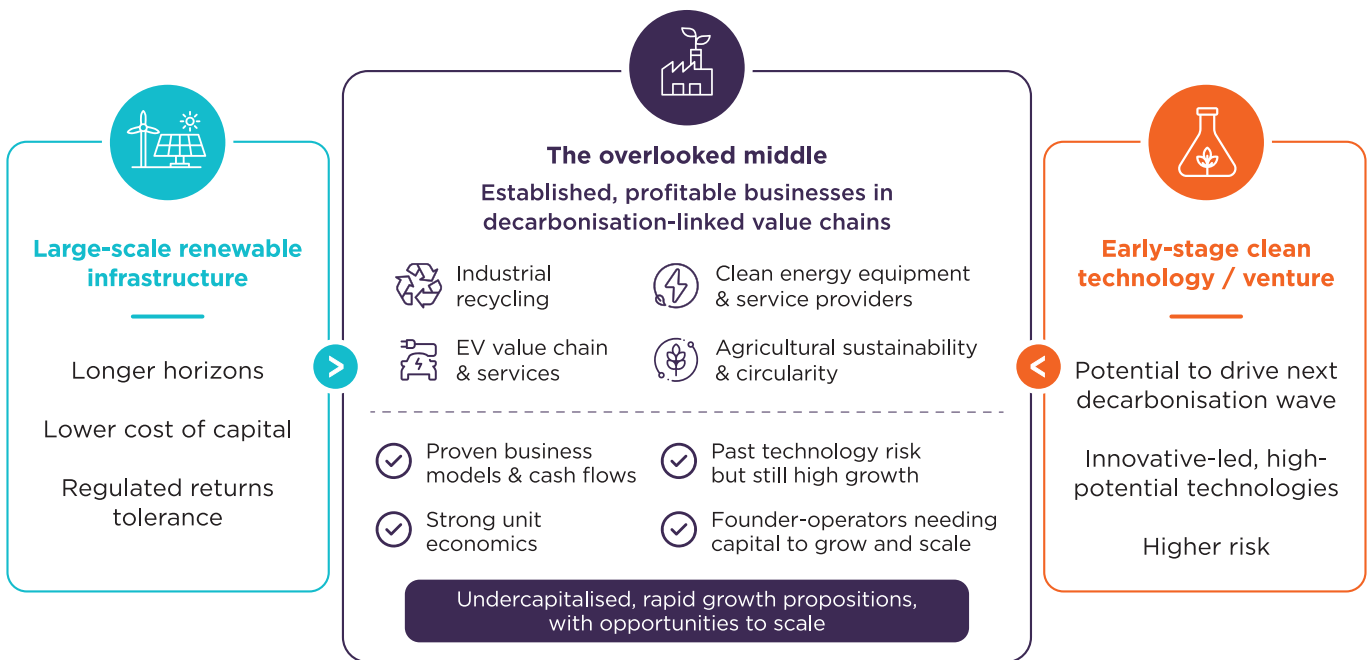 Large-scale renewable
infrastructure
Longer horizons
Lower cost of capital
Regulated returns
tolerance
>
The overlooked middle
Established, profitable businesses in
decarbonisation-linked value chains
Industrial
recycling
Clean energy equipment
& service providers
EV value chain
& services
Agricultural sustainability
& circularity
Proven business
models & cash flows
Past technology risk
but still high growth
Strong unit
economics
Founder-operators needing
capital to grow and scale
Undercapitalised, rapid growth propositions,
with opportunities to scale
<
Early-stage clean
technology / venture
Potential to drive next
decarbonisation wave
Innovative-led, high-
potential technologies
Higher risk